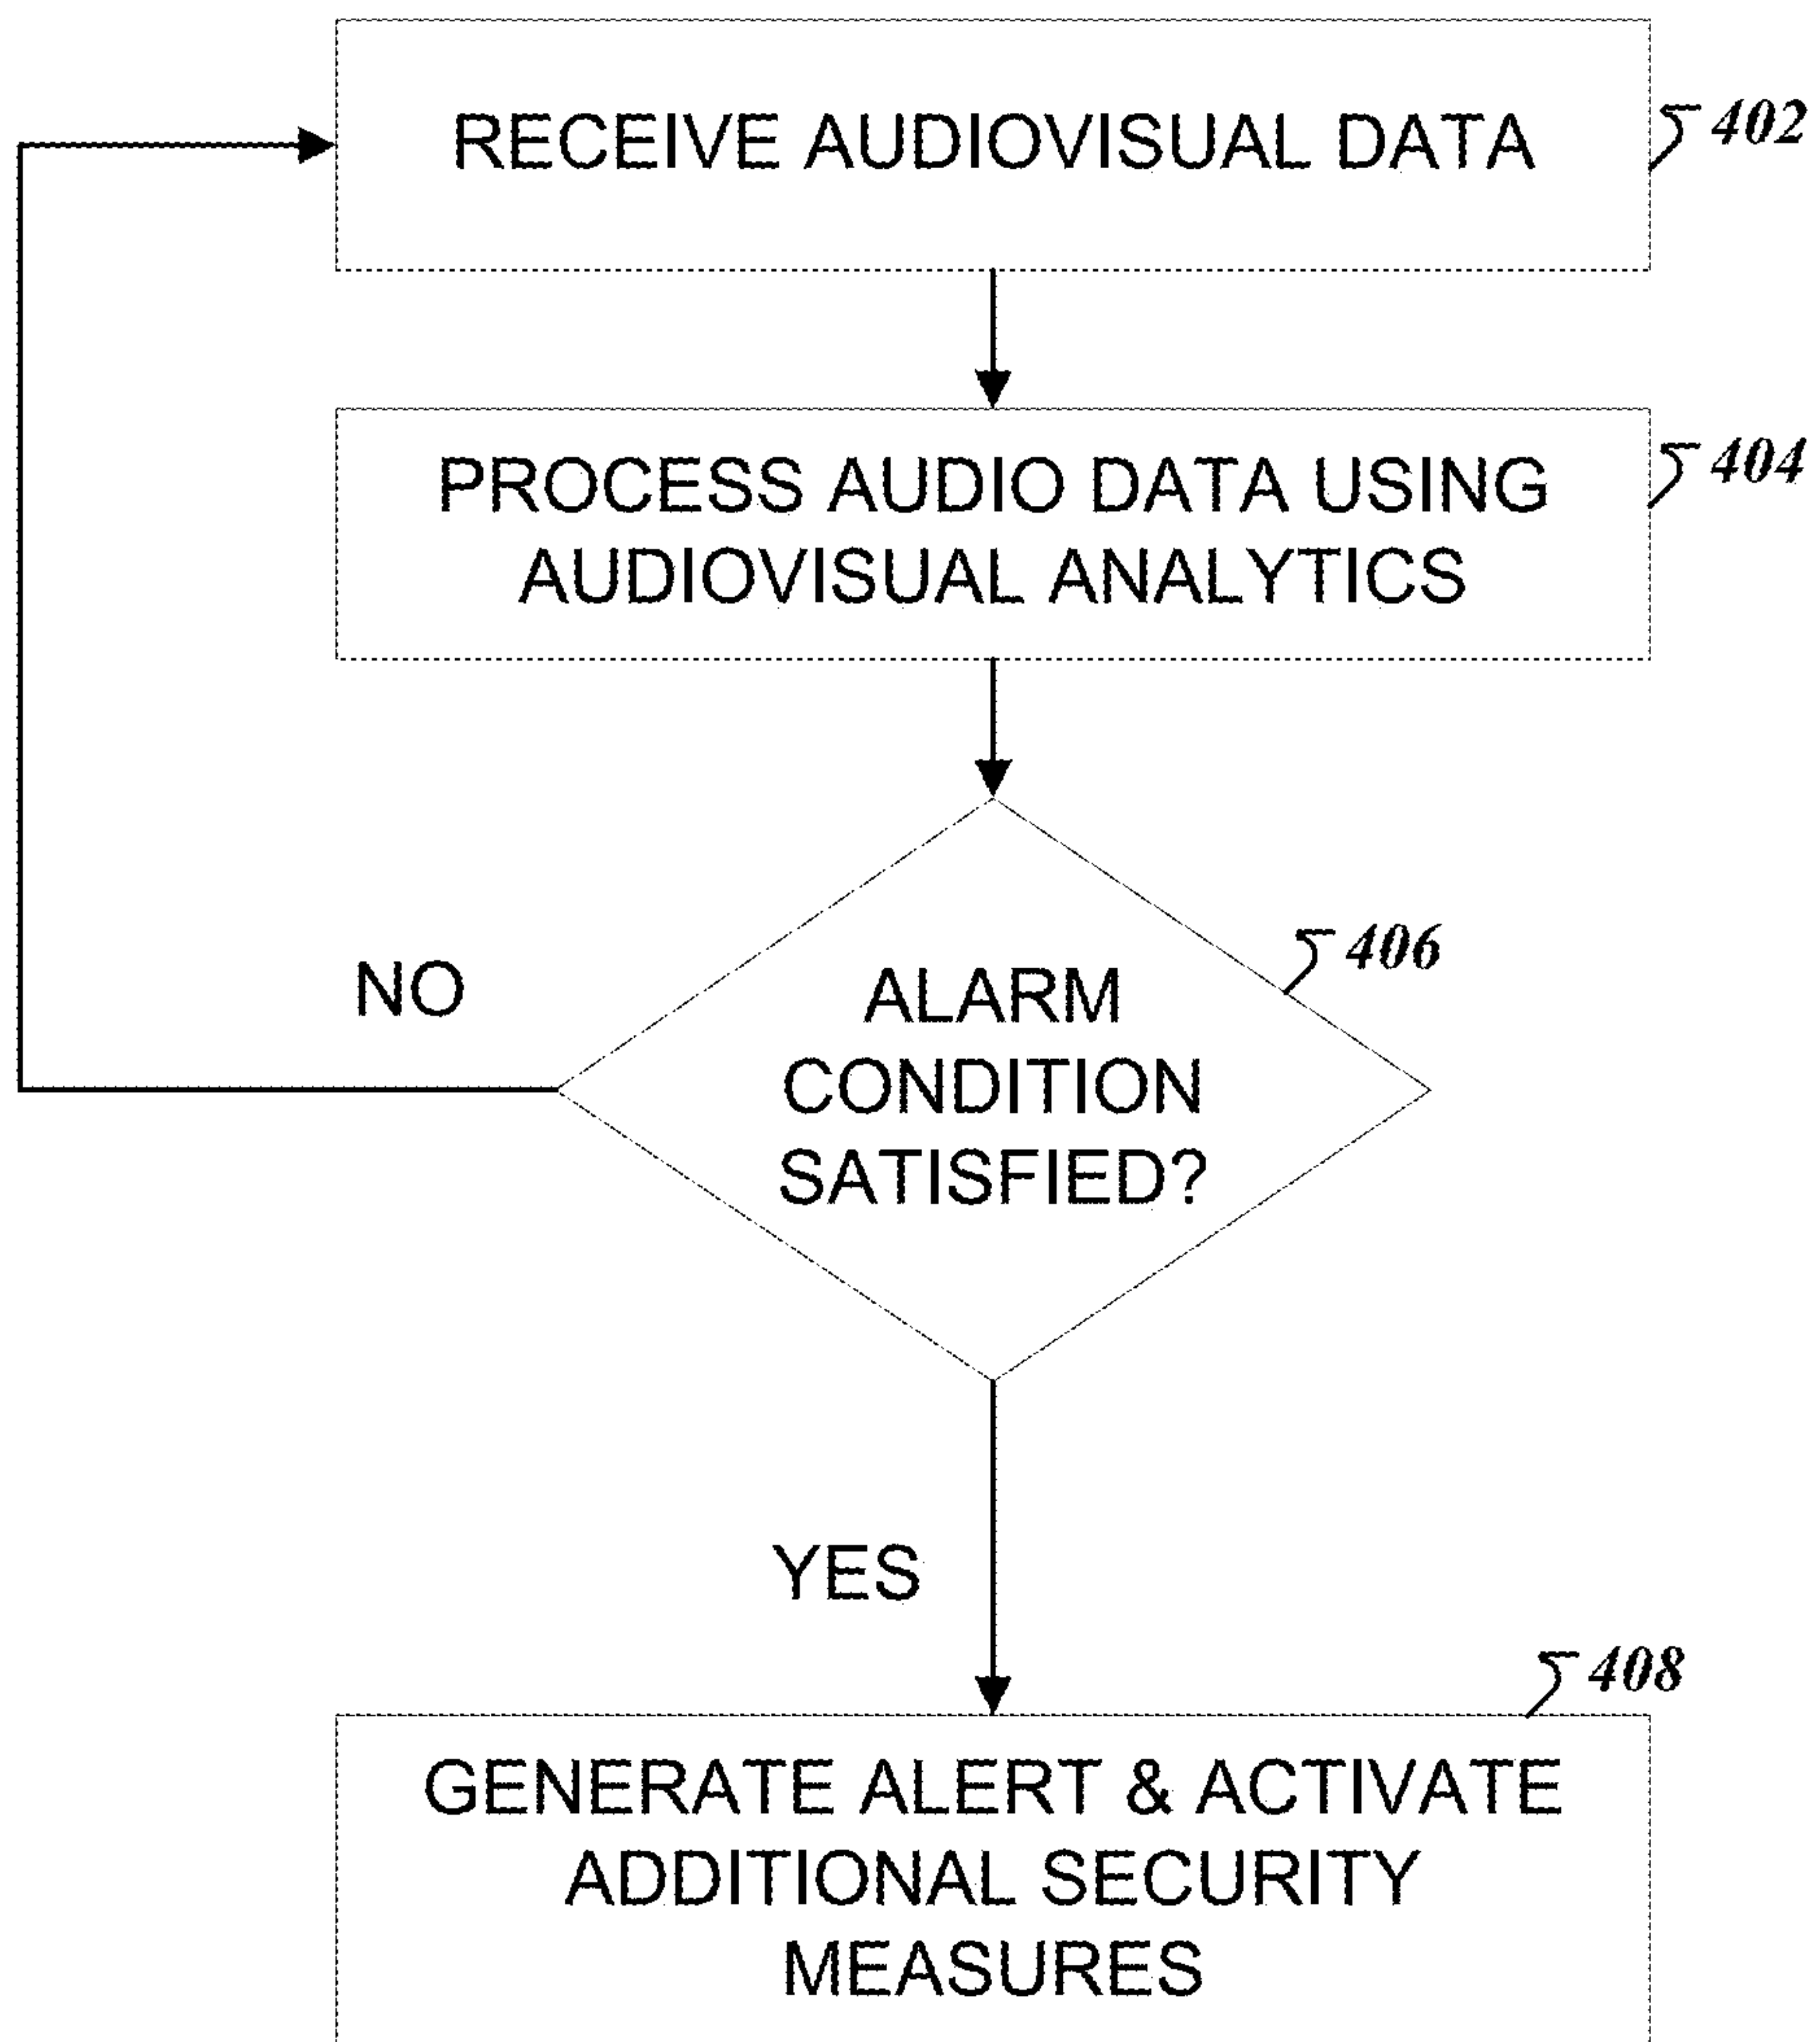 RECEIVE AUDIOVISUAL DATA
402
PROCESS AUDIO DATA USING
AUDIOVISUAL ANALYTICS
404
406
NO
ALARM
CONDITION
SATISFIED?
YES
408
GENERATE ALERT & ACTIVATE
ADDITIONAL SECURITY
MEASURES